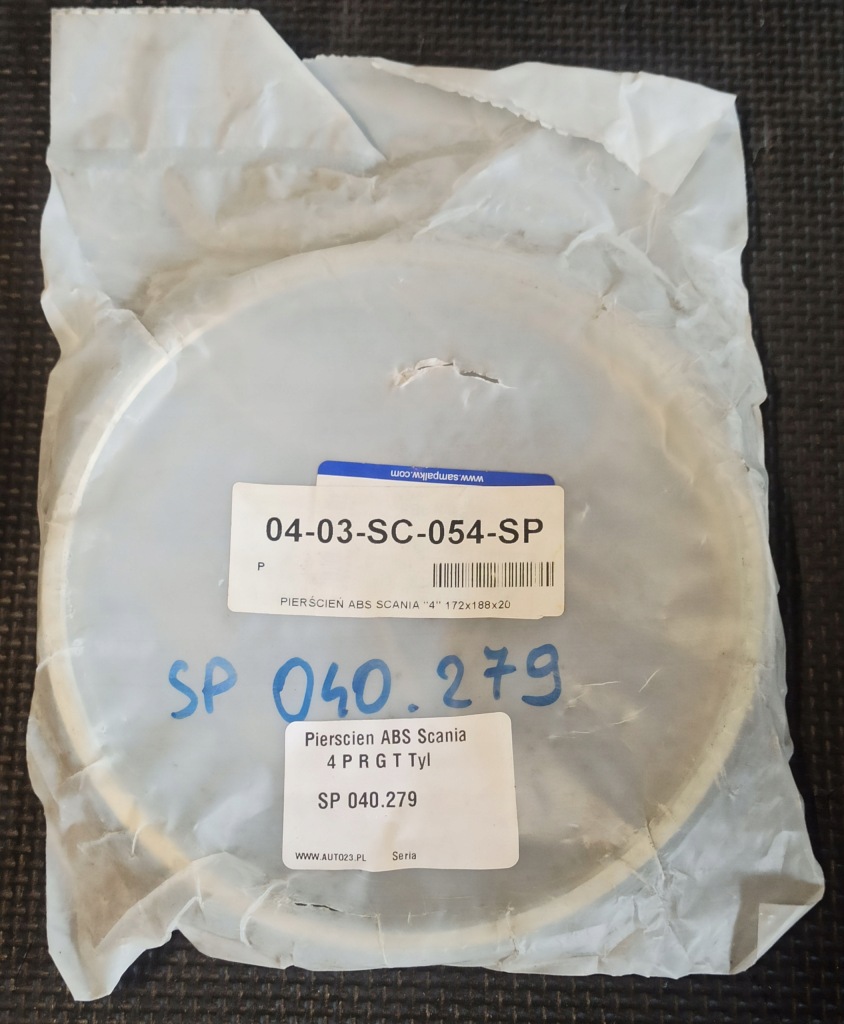 www.sampalkw.com
04-03-SC-054-SP
P
PIERŚCIEŃ ABS SCANIA "4" 172x188x20
SP 040.279
Pierscien ABS Scania
4 P R G T Tyl
SP 040.279
WWW.AUTO23.PL Seria